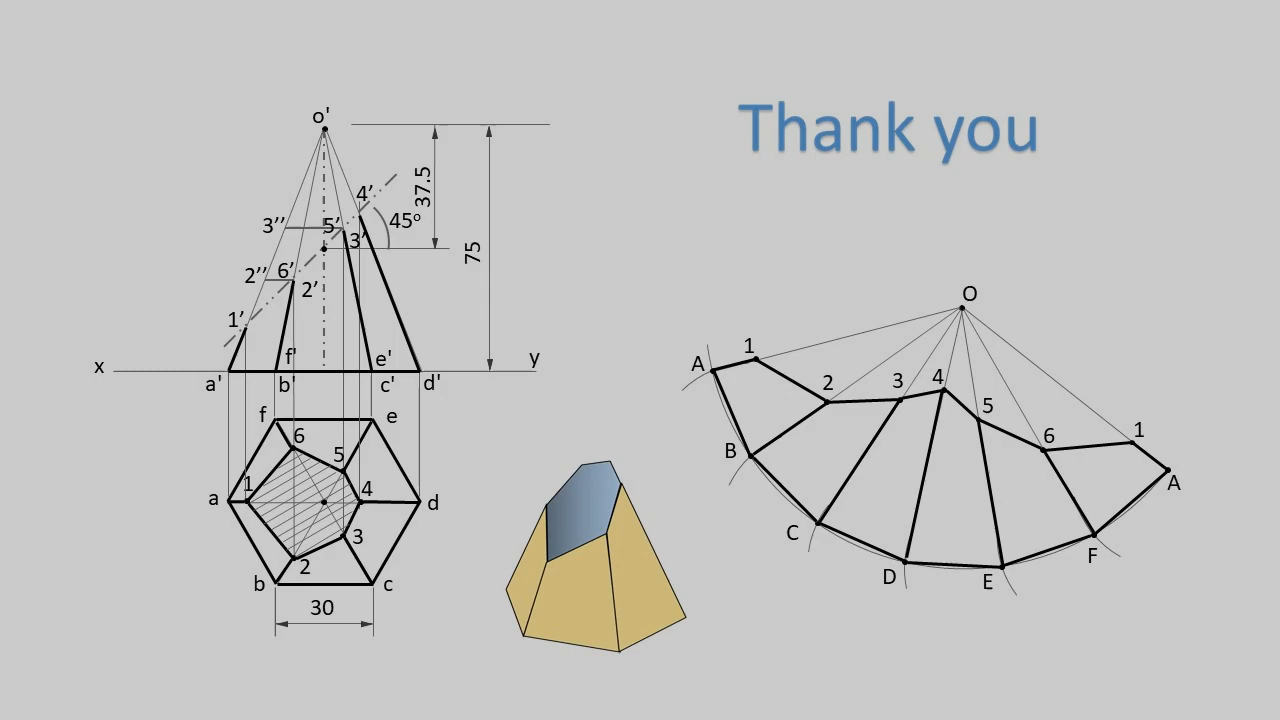 Thank you
o'
37.5
75
45º
4’
3’’
5’
3’
2’’
6’
2’
1’
x
y
f'
e'
a'
b'
c'
d'
f
e
6
5
a
1
4
d
3
2
b
c
30
O
A
1
2
3
4
5
6
1
A
B
C
D
E
F